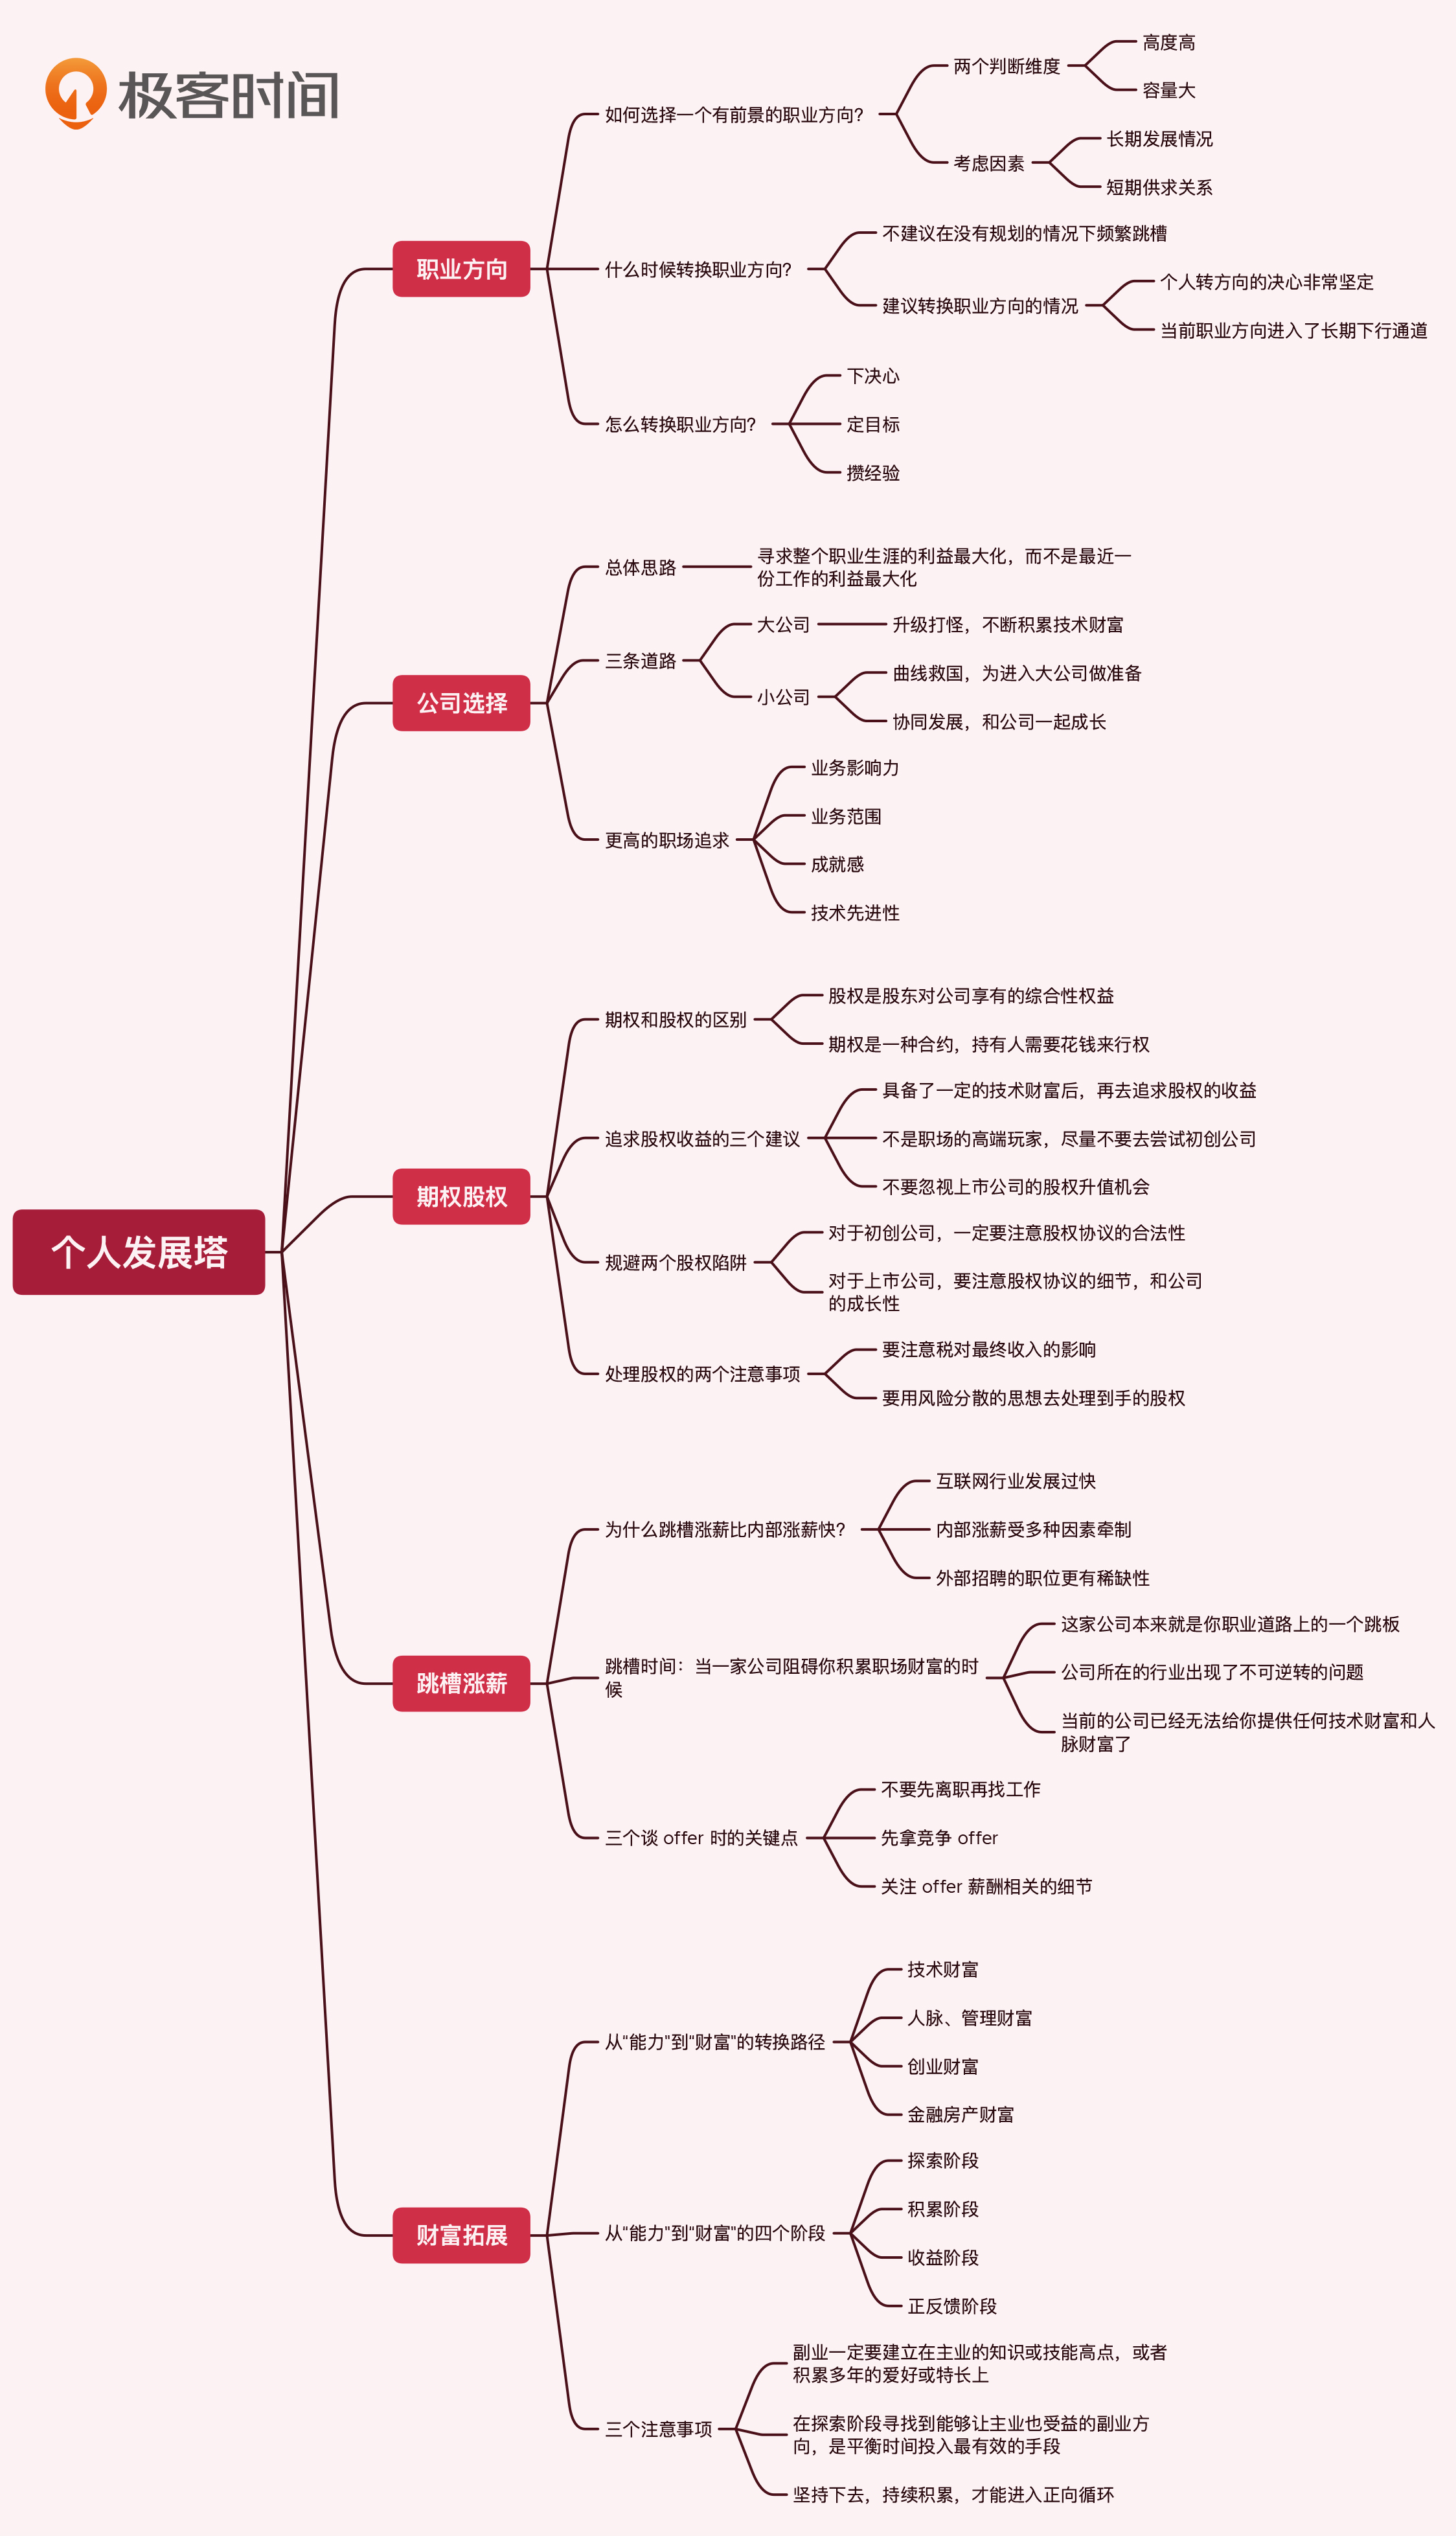 极客时间
个人发展塔
职业方向
如何选择一个有前景的职业方向?
两个判断维度
高度高
容量大
考虑因素
长期发展情况
短期供求关系
什么时候转换职业方向?
不建议在没有规划的情况下频繁跳槽
建议转换职业方向的情况
个人转方向的决心非常坚定
当前职业方向进入了长期下行通道
怎么转换职业方向?
下决心
定目标
攒经验
公司选择
总体思路
寻求整个职业生涯的利益最大化，而不是最近一
份工作的利益最大化
三条道路
大公司
升级打怪，不断积累技术财富
小公司
曲线救国，为进入大公司做准备
协同发展，和公司一起成长
更高的职场追求
业务影响力
业务范围
成就感
技术先进性
期权股权
期权和股权的区别
股权是股东对公司享有的综合性权益
期权是一种合约，持有人需要花钱来行权
追求股权收益的三个建议
具备了一定的技术财富后，再去追求股权的收益
不是职场的高端玩家，尽量不要去尝试初创公司
不要忽视上市公司的股权升值机会
规避两个股权陷阱
对于初创公司，一定要注意股权协议的合法性
对于上市公司，要注意股权协议的细节，和公司
的成长性
处理股权的两个注意事项
要注意税对最终收入的影响
要用风险分散的思想去处理到手的股权
跳槽涨薪
为什么跳槽涨薪比内部涨薪快?
互联网行业发展过快
内部涨薪受多种因素牵制
外部招聘的职位更有稀缺性
跳槽时间：当一家公司阻碍你积累职场财富的时
候
这家公司本来就是你职业道路上的一个跳板
公司所在的行业出现了不可逆转的问题
当前的公司已经无法给你提供任何技术财富和人
脉财富了
三个谈 offer 时的关键点
不要先离职再找工作
先拿竞争 offer
关注 offer 薪酬相关的细节
财富拓展
从"能力"到"财富"的转换路径
技术财富
人脉、管理财富
创业财富
金融房产财富
从"能力"到"财富"的四个阶段
探索阶段
积累阶段
收益阶段
正反馈阶段
三个注意事项
副业一定要建立在主业的知识或技能高点，或者
积累多年的爱好或特长上
在探索阶段寻找到能够让主业也受益的副业方
向，是平衡时间投入最有效的手段
坚持下去，持续积累，才能进入正向循环